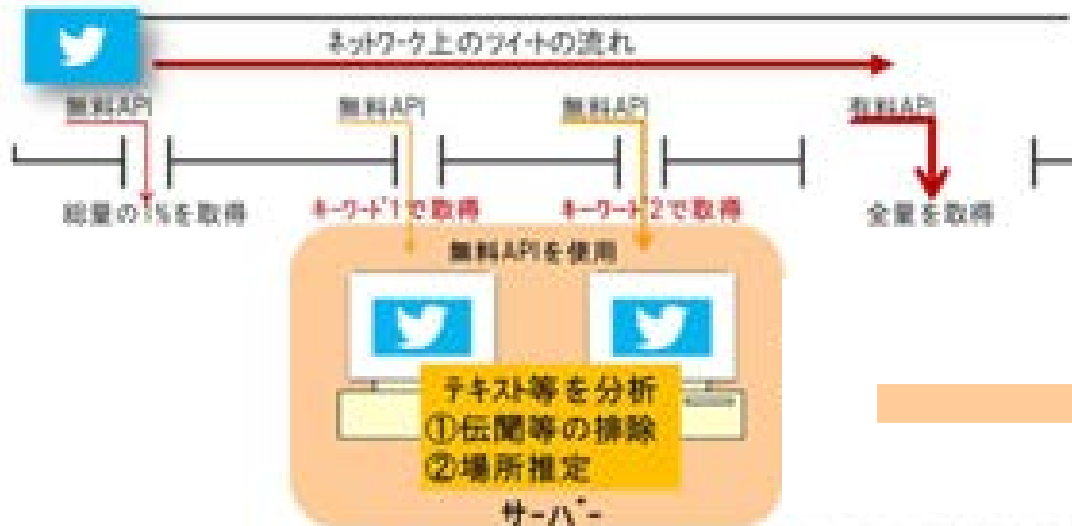 ネットワーク上のツイートの流れ
無料API
無料API
無料API
有料API
総量の1%を取得
キーワード1で取得
キーワード2で取得
全量を取得
無料APIを使用
テキスト等を分析
①伝聞等の排除
②場所推定
サーバー